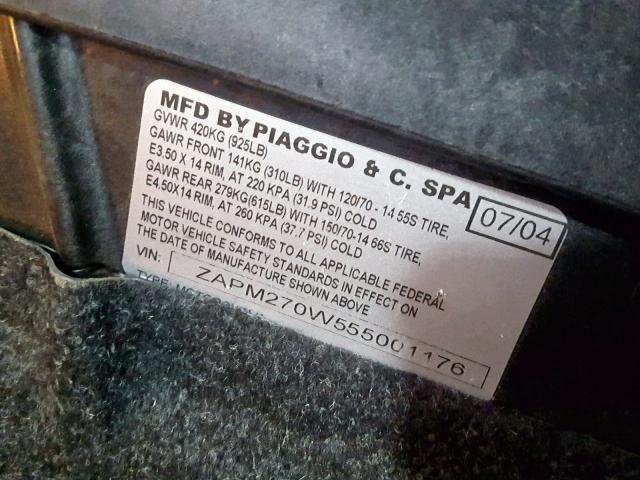 MFD BY PIAGGIO & C. SPA
GVWR 420KG (925LB)
GAWR FRONT 141KG (310LB) WITH 120/70 - 14 55S TIRE,
E3.50 X 14 RIM, AT 220 KPA (31.9 PSI) COLD
GAWR REAR 279KG(615LB) WITH 150/70-14 66S TIRE,
E4.50X14 RIM, AT 260 KPA (37.7 PSI) COLD
07/04
THIS VEHICLE CONFORMS TO ALL APPLICABLE FEDERAL
MOTOR VEHICLE SAFETY STANDARDS IN EFFECT ON
THE DATE OF MANUFACTURE SHOWN ABOVE
VIN: ZAPM270W555001176
TYPE: